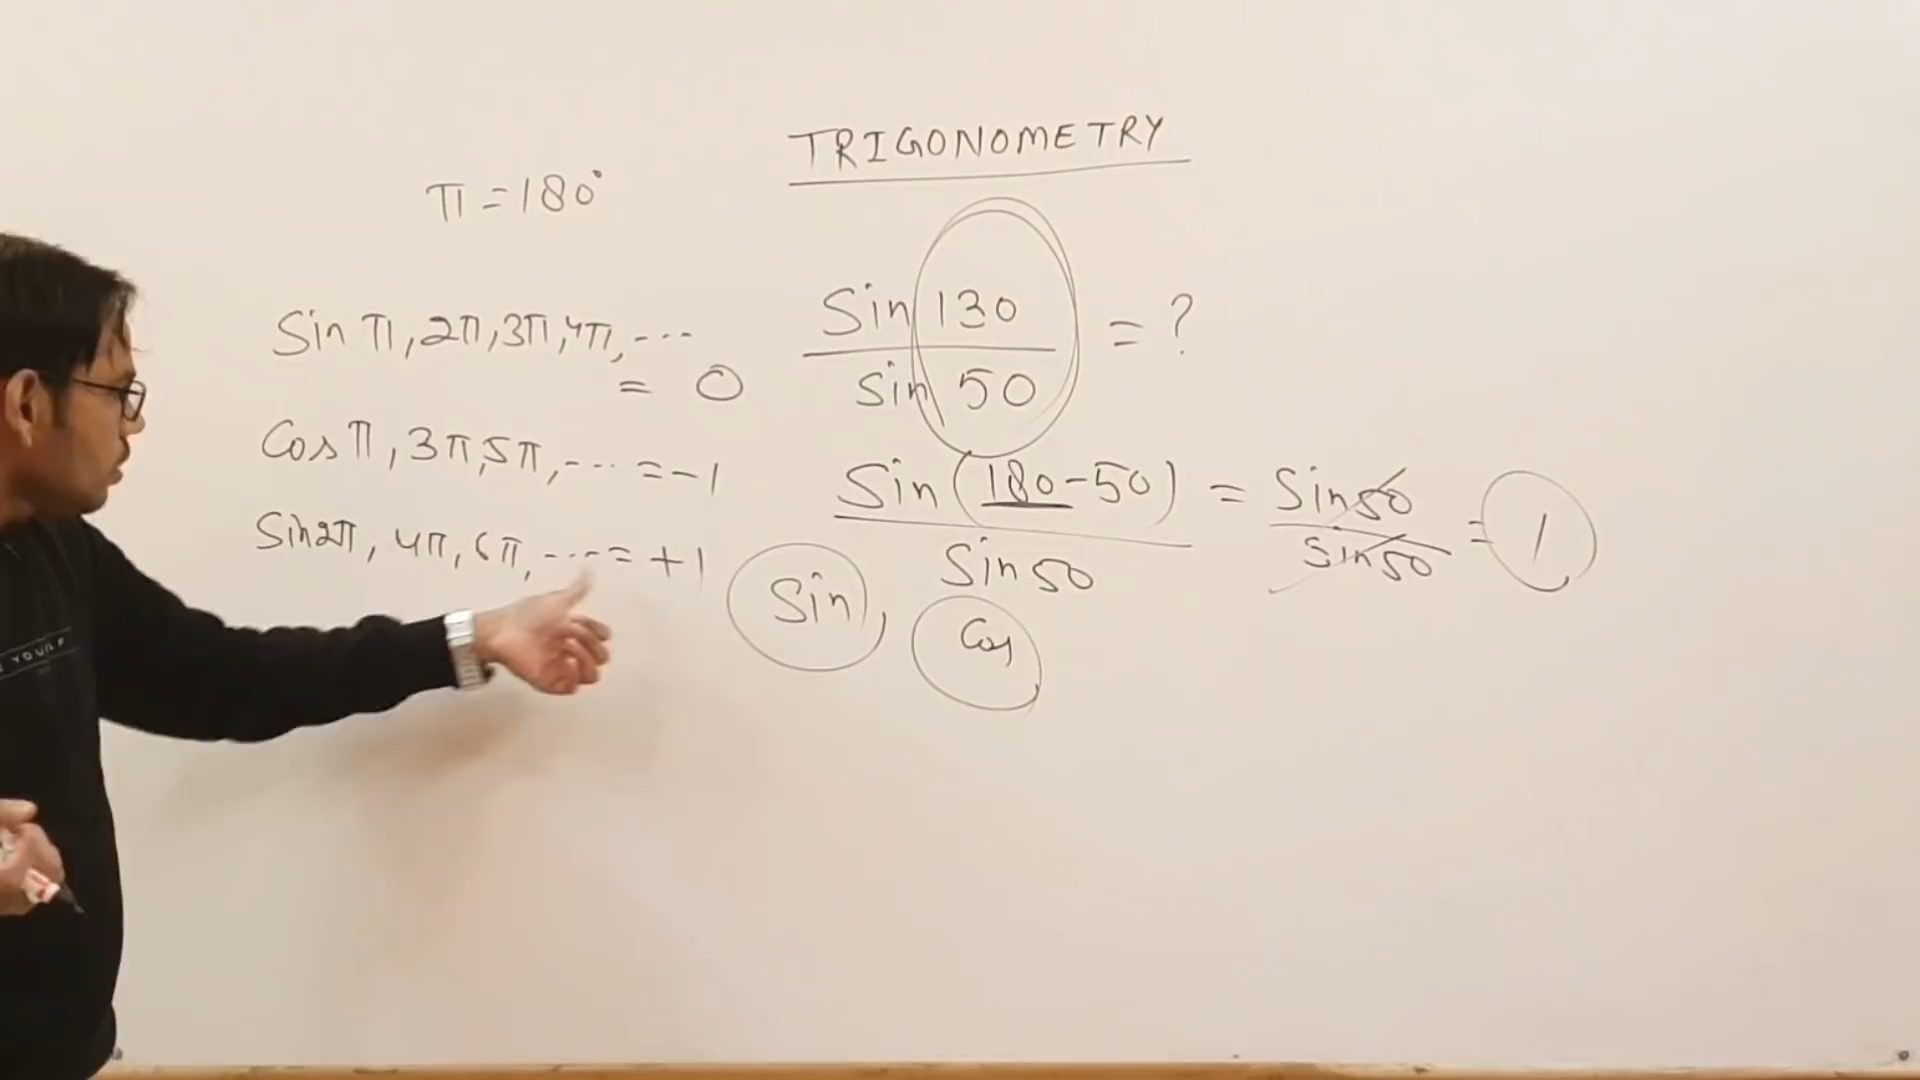 TRIGONOMETRY
π = 180°
Sin π, 2π, 3π, 4π, ...
= 0
Cos π, 3π, 5π, ... = -1
Sin 2π, 4π, 6π, ... = +1
Sin 130
Sin 50
= ?
Sin (180-50)
Sin 50
= Sin 50
Sin 50
= 1
Sin, Cos